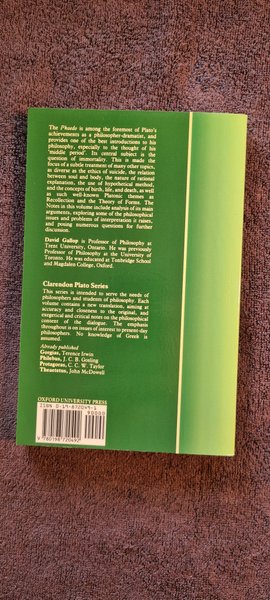 The Phaedo is among the foremost of Plato's
achievements as a philosopher-dramatist, and
provides one of the best introductions to his
philosophy, especially to the thought of his
'middle period'. Its central subject is the
question of immortality. This is made the
focus of a subtle treatment of many other topics,
as diverse as the ethics of suicide, the relation
between soul and body, the nature of rational
explanation, the use of hypothetical method,
and the concepts of birth, life, and death, as well
as such well-known Platonic themes as
Recollection and the Theory of Forms. The
Notes in this volume include analysis of its main
arguments, exploring some of the philosophical
issues and problems of interpretation it raises,
and posing numerous questions for further
discussion.
David Gallop is Professor of Philosophy at
Trent University, Ontario. He was previously
Professor of Philosophy at the University of
Toronto. He was educated at Tonbridge School
and Magdalen College, Oxford.
Clarendon Plato Series
This series is intended to serve the needs of
philosophers and students of philosophy. Each
volume contains a new translation, aiming at
accuracy and closeness to the original, and
exegetical and critical notes on the philosophical
content of the dialogue. The emphasis
throughout is on issues of interest to present-day
philosophers. No knowledge of Greek is
assumed.
Already published
Gorgias, Terence Irwin
Philebus, J. C. B. Gosling
Protagoras, C. C. W. Taylor
Theaetetus, John McDowell
OXFORD UNIVERSITY PRESS
ISBN 0-19-872049-1
90000
9 780198 720492